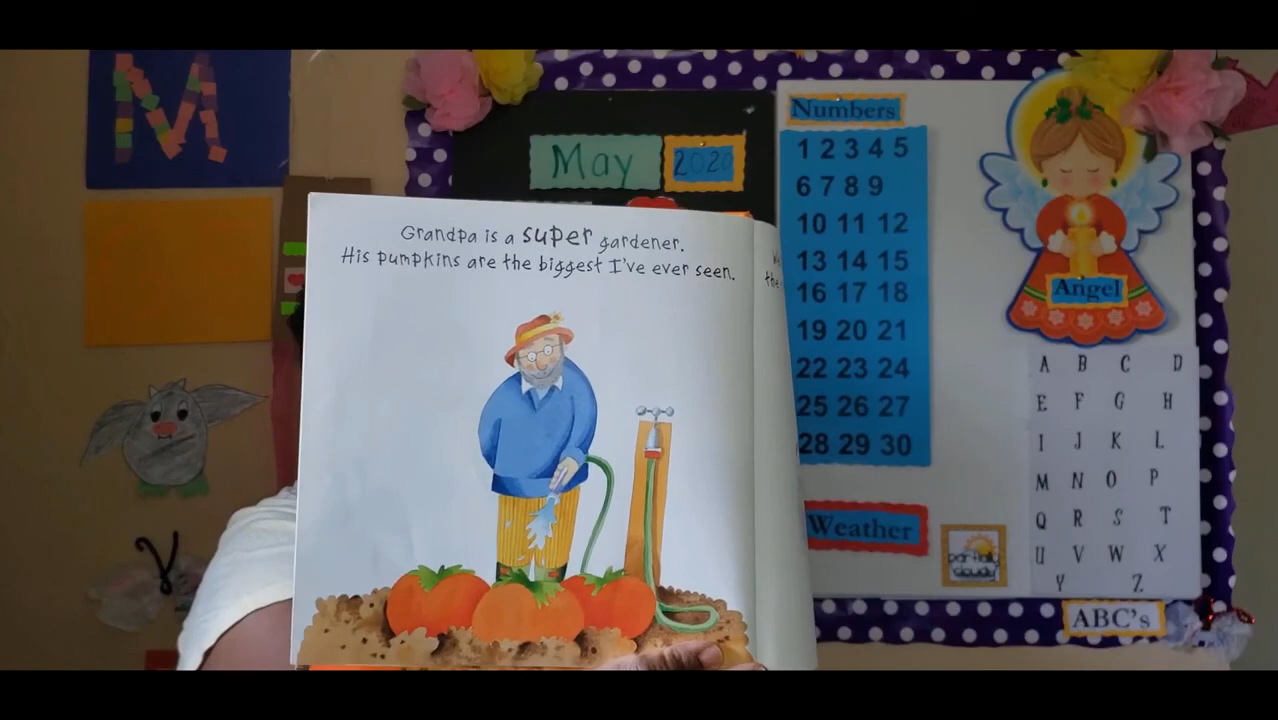 M
Grandpa is a super gardener.
His pumpkins are the biggest I've ever seen.
the
May
2020
Numbers
1 2 3 4 5
6 7 8 9
10 11 12
13 14 15
16 17 18
19 20 21
22 23 24
25 26 27
28 29 30
Weather
partially
cloudy
Angel
A B C D
E F G H
I J K L
M N O P
Q R S T
U V W X
Y Z
ABC's